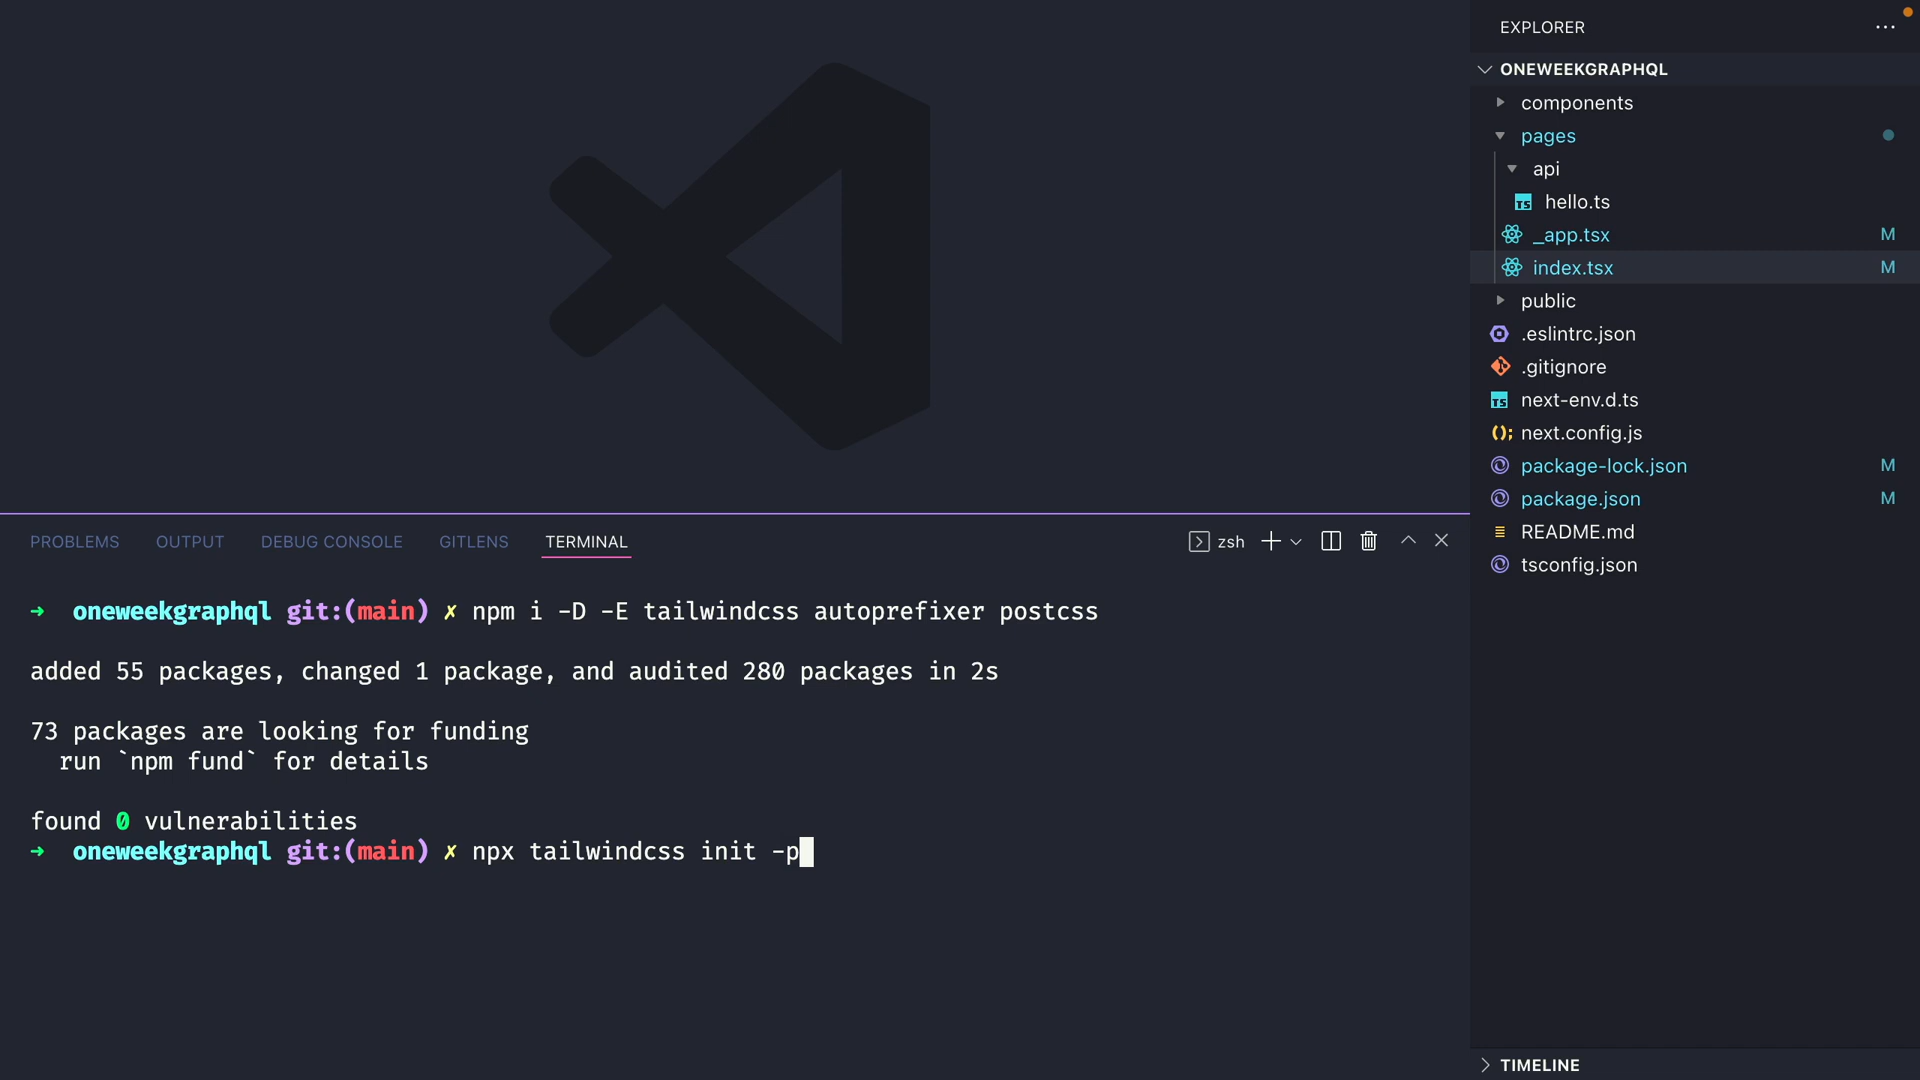 EXPLORER
ONEWEEKGRAPHQL
components
pages
api
hello.ts
_app.tsx M
index.tsx M
public
.eslintrc.json
.gitignore
next-env.d.ts
next.config.js
package-lock.json M
package.json M
README.md
tsconfig.json
TIMELINE
PROBLEMS OUTPUT DEBUG CONSOLE GITLENS TERMINAL zsh
➜ oneweekgraphql git:(main) ✗ npm i -D -E tailwindcss autoprefixer postcss
added 55 packages, changed 1 package, and audited 280 packages in 2s
73 packages are looking for funding
run `npm fund` for details
found 0 vulnerabilities
➜ oneweekgraphql git:(main) ✗ npx tailwindcss init -p